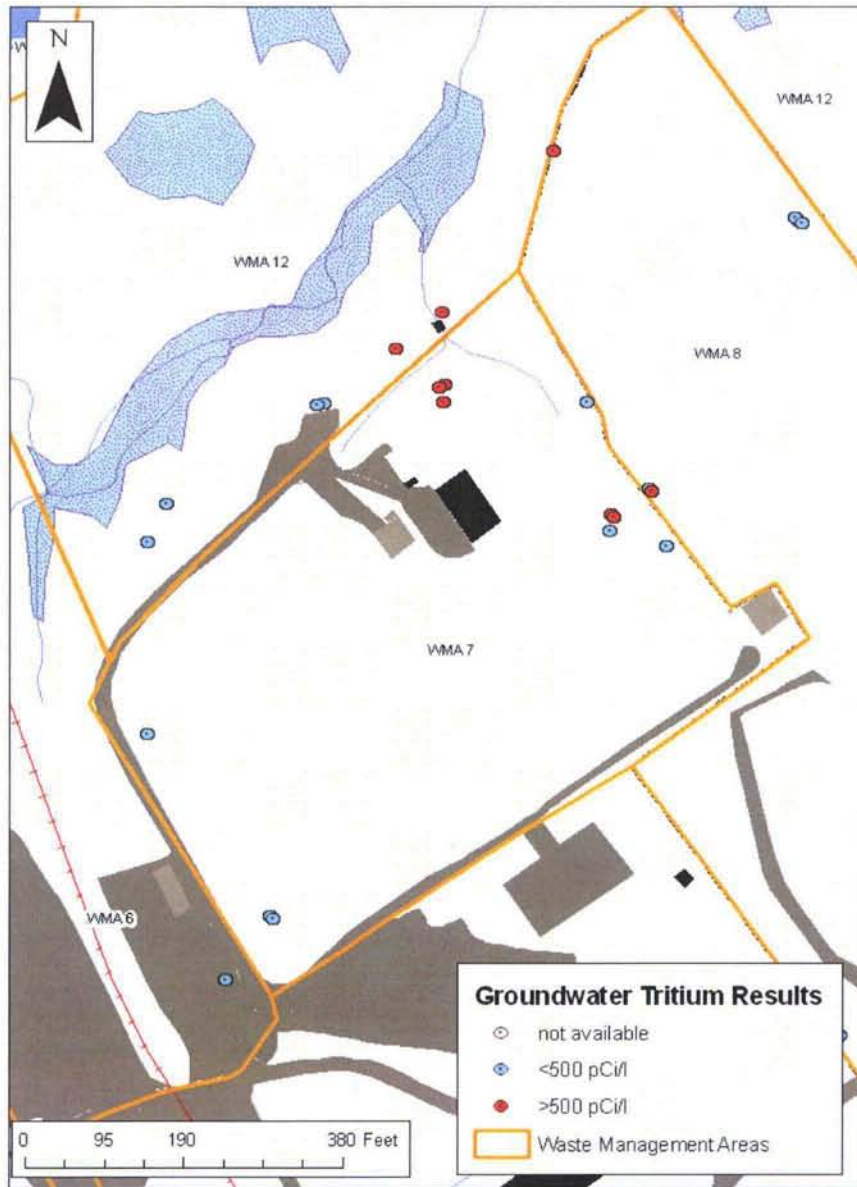 W
N
WMA 12
WMA 12
WMA 8
WMA 7
WMA 6
Groundwater Tritium Results
not available
<500 pCi/l
>500 pCi/l
Waste Management Areas
0 95 190 380 Feet